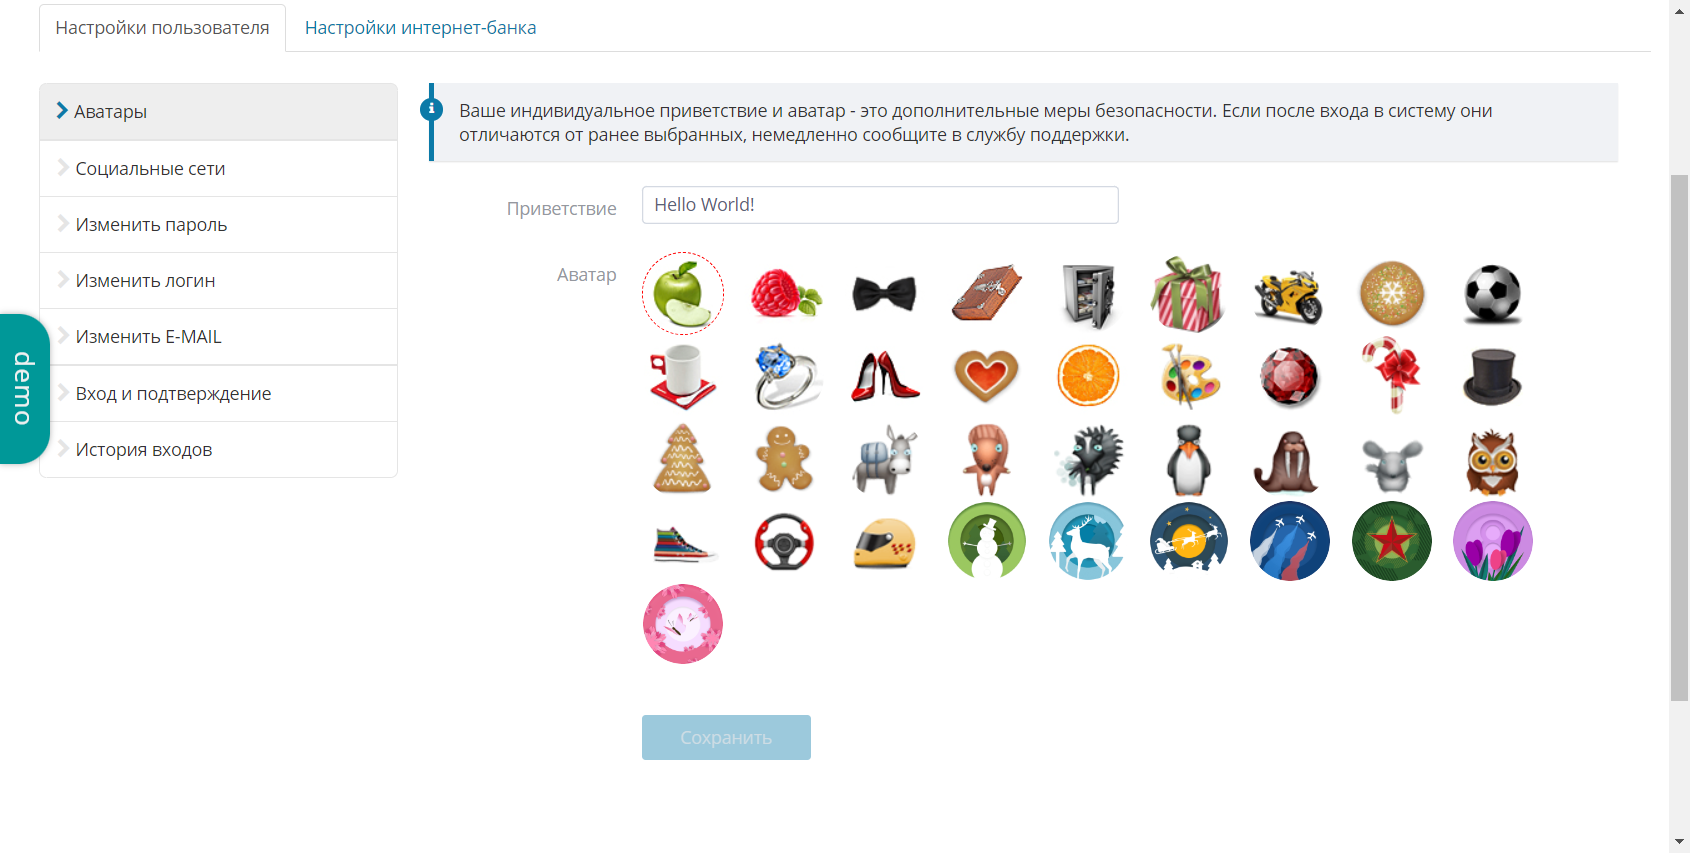 Настройки пользователя
Настройки интернет-банка
Аватары
Социальные сети
Изменить пароль
Изменить логин
Изменить E-MAIL
Вход и подтверждение
История входов
demo
Ваше индивидуальное приветствие и аватар - это дополнительные меры безопасности. Если после входа в систему они
отличаются от ранее выбранных, немедленно сообщите в службу поддержки.
Приветствие
Hello World!
Аватар
Сохранить